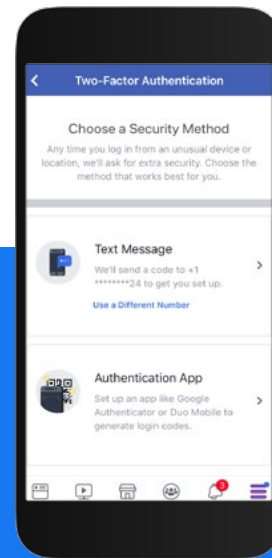 Two-Factor Authentication
Choose a Security Method
Any time you log in from an unusual device or
location, we'll ask for extra security. Choose the
method that works best for you.
Text Message
We'll send a code to +1
********24 to get you set up.
Use a Different Number
Authentication App
Set up an app like Google
Authenticator or Duo Mobile to
generate login codes.
3